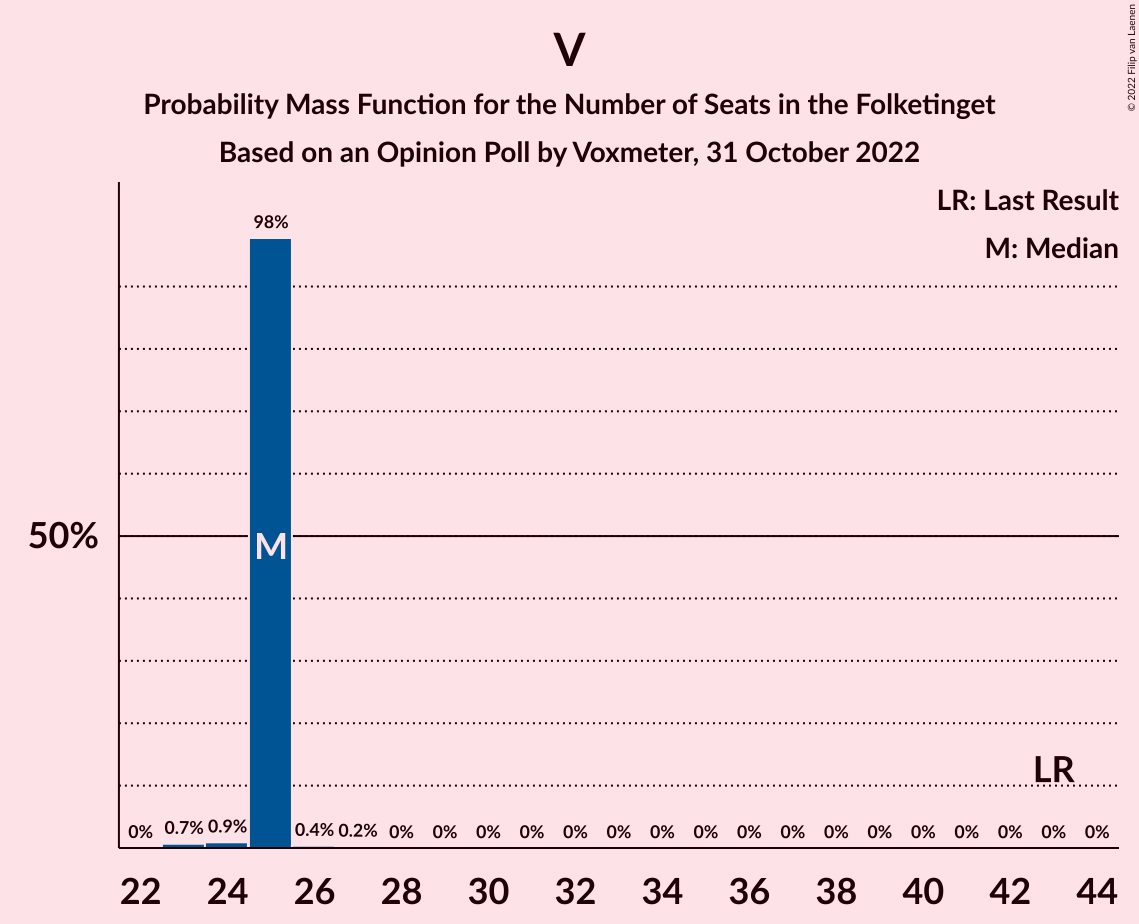 V
Probability Mass Function for the Number of Seats in the Folketinget
Based on an Opinion Poll by Voxmeter, 31 October 2022
© 2022 Filip van Laenen
LR: Last Result
M: Median
98%
50%
M
LR
0% 0.7% 0.9% 0.4% 0.2% 0% 0% 0% 0% 0% 0% 0% 0% 0% 0% 0% 0% 0% 0% 0% 0% 0%
22 24 26 28 30 32 34 36 38 40 42 44